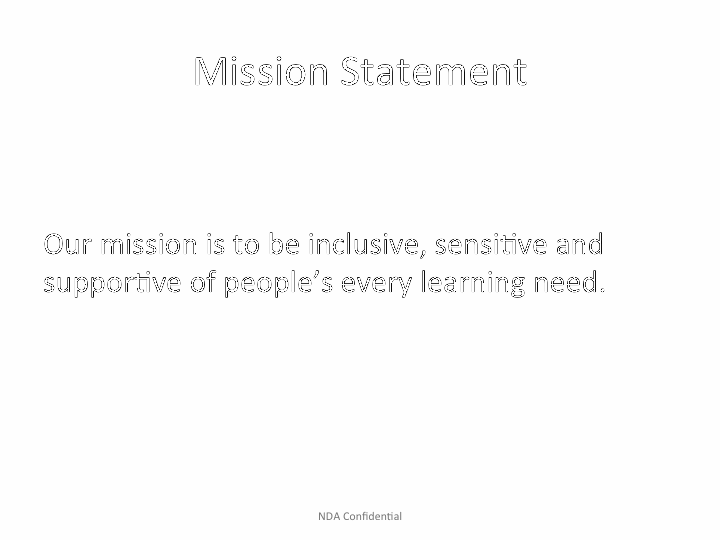 Mission Statement
Our mission is to be inclusive, sensitive and
supportive of people’s every learning need.
NDA Confidential